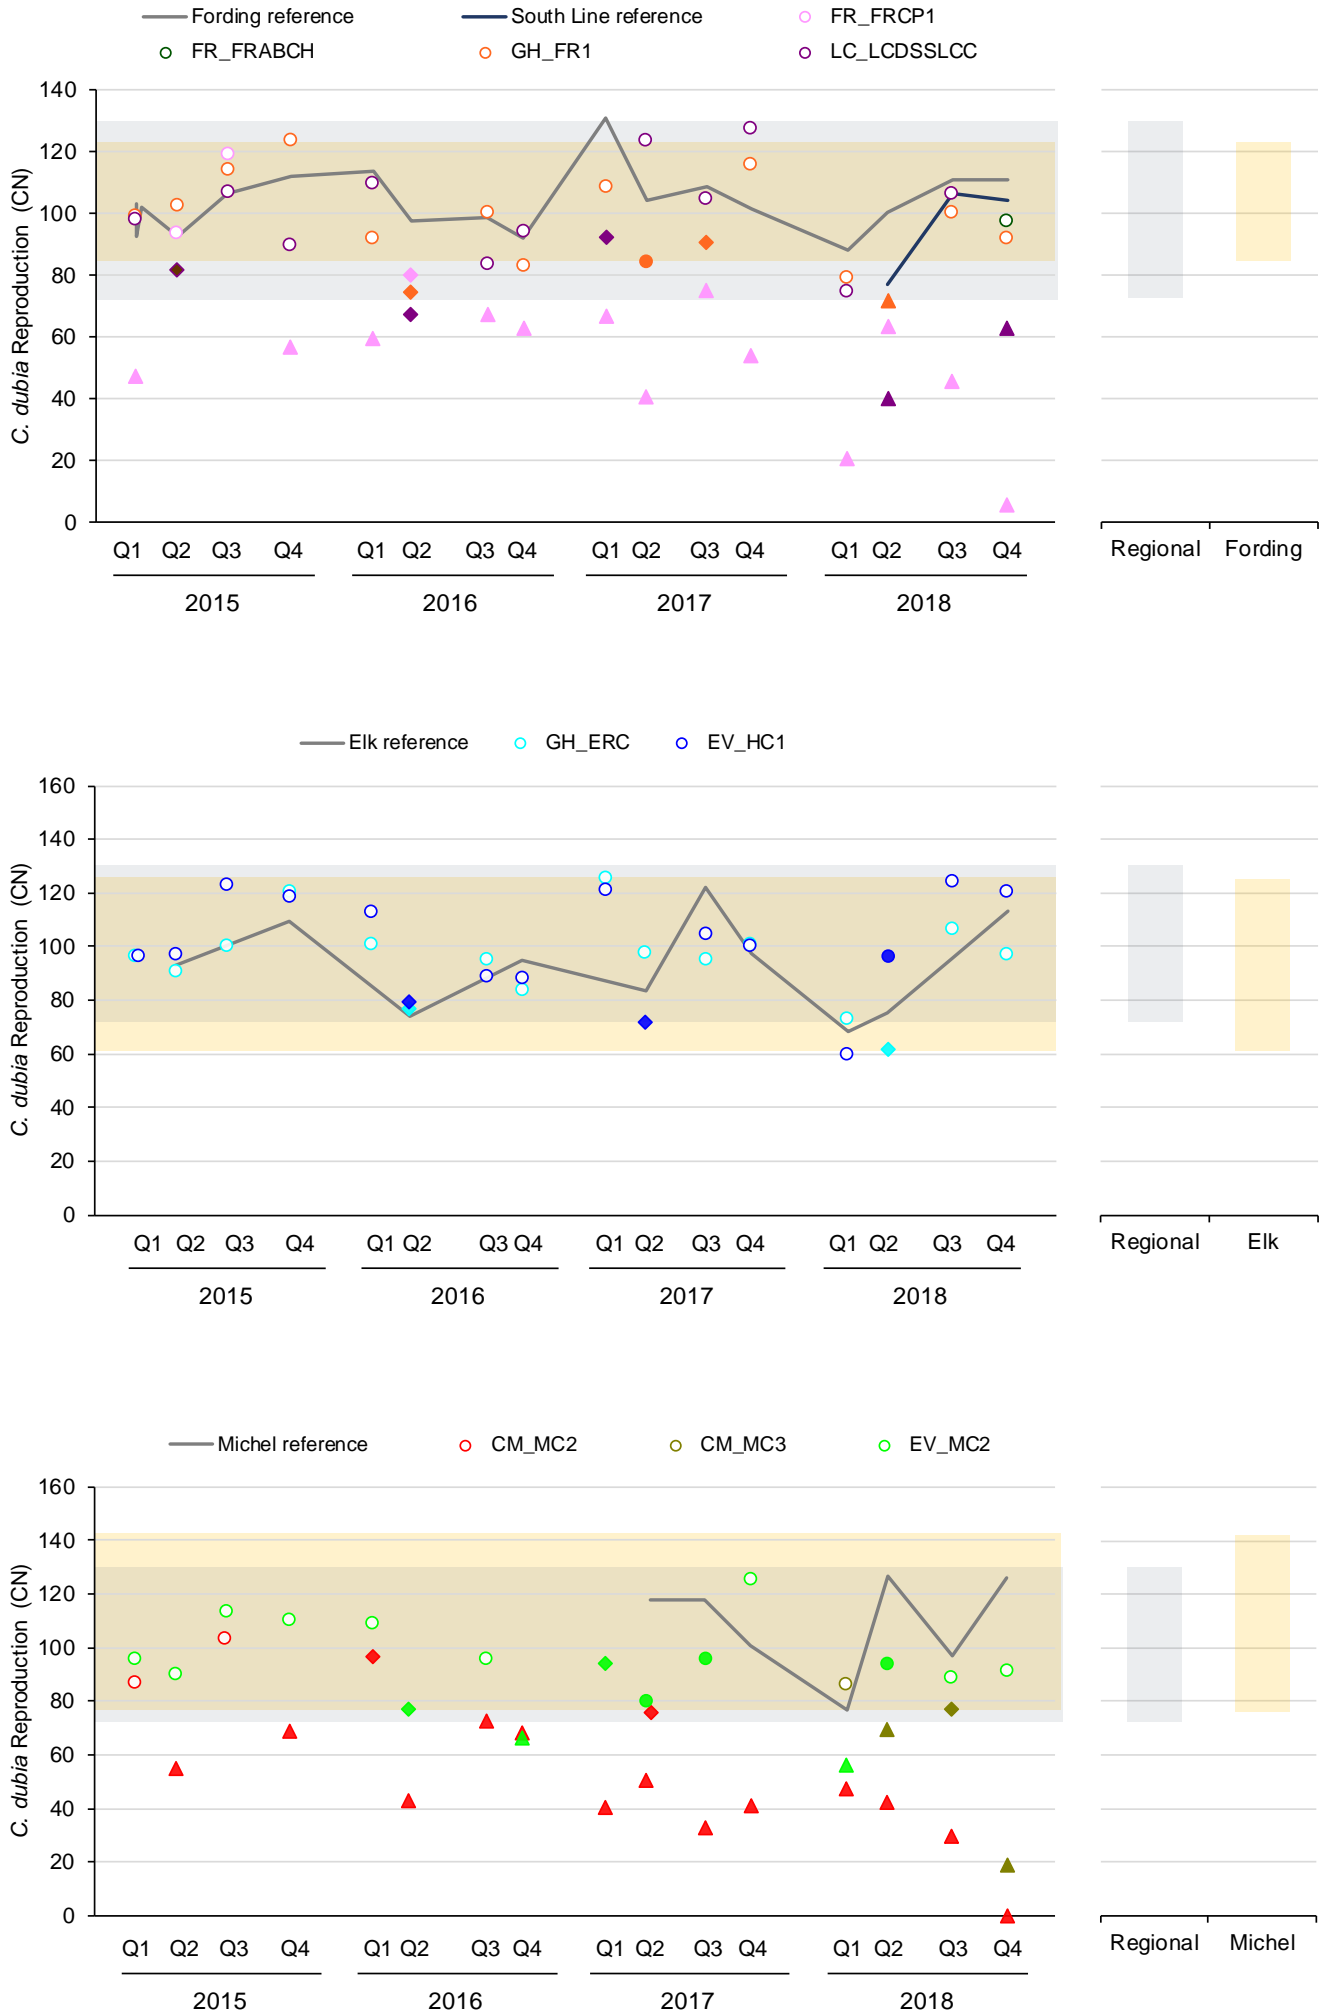 Fording reference South Line reference FR_FRCP1
FR_FRABCH GH_FR1 LC_LCDSSLCC
C. dubia Reproduction (CN)
140
120
100
80
60
40
20
0
Q1 Q2 Q3 Q4 Q1 Q2 Q3 Q4 Q1 Q2 Q3 Q4 Q1 Q2 Q3 Q4
2015 2016 2017 2018
Regional Fording
Elk reference GH_ERC EV_HC1
C. dubia Reproduction (CN)
160
140
120
100
80
60
40
20
0
Q1 Q2 Q3 Q4 Q1 Q2 Q3 Q4 Q1 Q2 Q3 Q4 Q1 Q2 Q3 Q4
2015 2016 2017 2018
Regional Elk
Michel reference CM_MC2 CM_MC3 EV_MC2
C. dubia Reproduction (CN)
160
140
120
100
80
60
40
20
0
Q1 Q2 Q3 Q4 Q1 Q2 Q3 Q4 Q1 Q2 Q3 Q4 Q1 Q2 Q3 Q4
2015 2016 2017 2018
Regional Michel